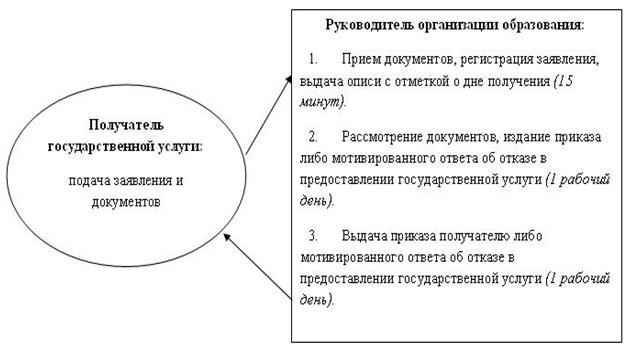 Получатель
государственной услуги:
подача заявления и
документов
Руководитель организации образования:
1. Прием документов, регистрация заявления,
выдача описи с отметкой о дне получения (15
минут).
2. Рассмотрение документов, издание приказа
либо мотивированного ответа об отказе в
предоставлении государственной услуги (1 рабочий
день).
3. Выдача приказа получателю либо
мотивированного ответа об отказе в
предоставлении государственной услуги (1 рабочий
день).